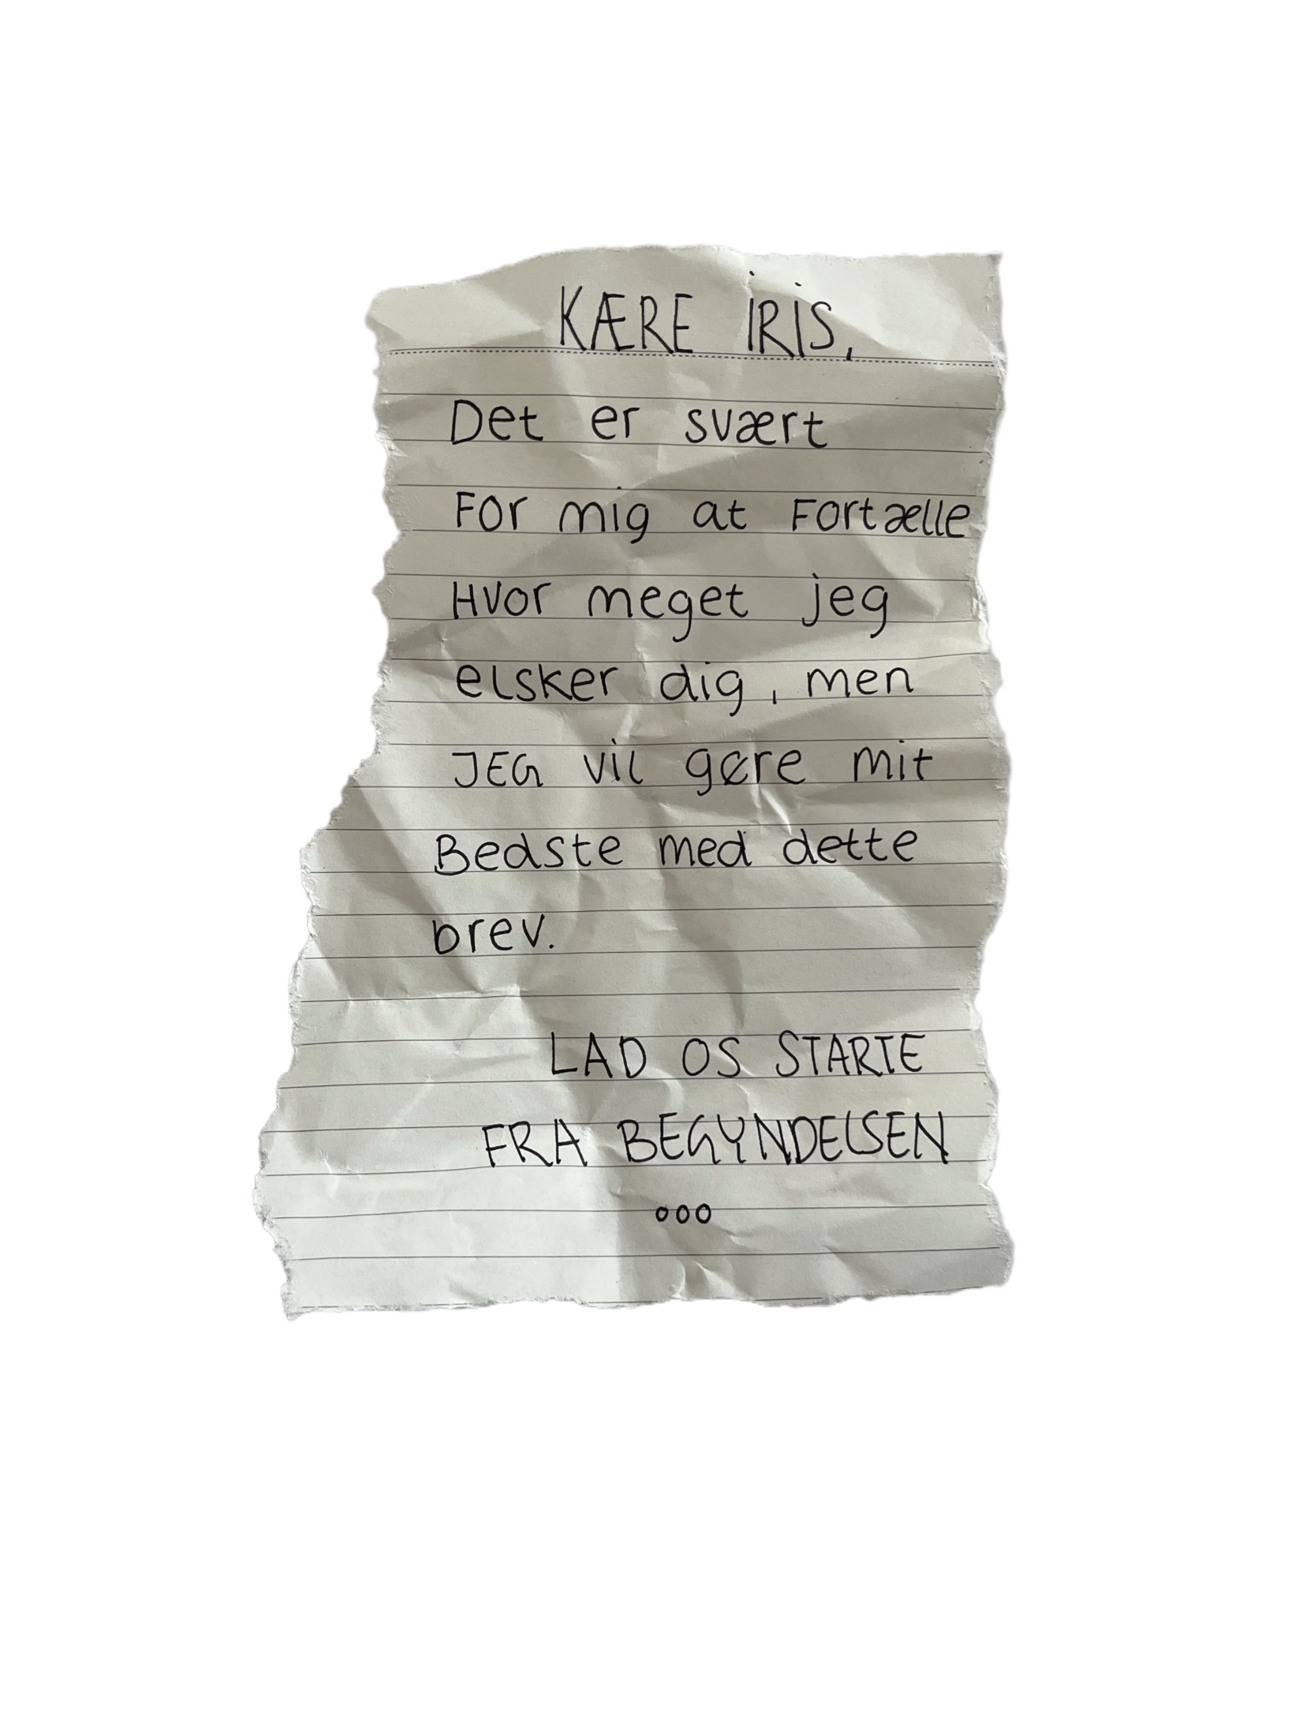 KÆRE İRİS,
Det er svært
For mig at Fortælle
Hvor meget jeg
elsker dig, men
JEG vil gøre mit
Bedste med dette
brev.
LAD OS STARTE
FRA BEGYNDELSEN
ooo